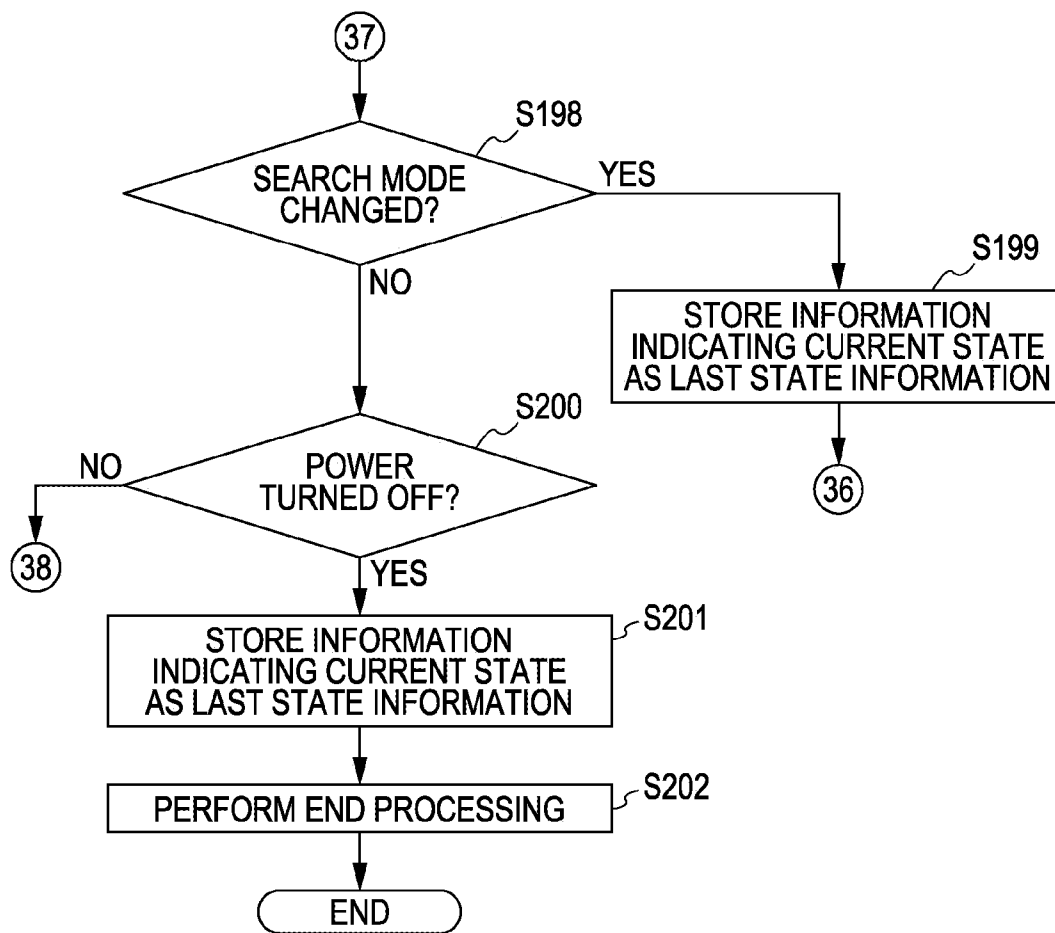 37
S198
SEARCH MODE
CHANGED?
YES
NO
S199
STORE INFORMATION
INDICATING CURRENT STATE
AS LAST STATE INFORMATION
36
S200
POWER
TURNED OFF?
NO
38
YES
S201
STORE INFORMATION
INDICATING CURRENT STATE
AS LAST STATE INFORMATION
S202
PERFORM END PROCESSING
END